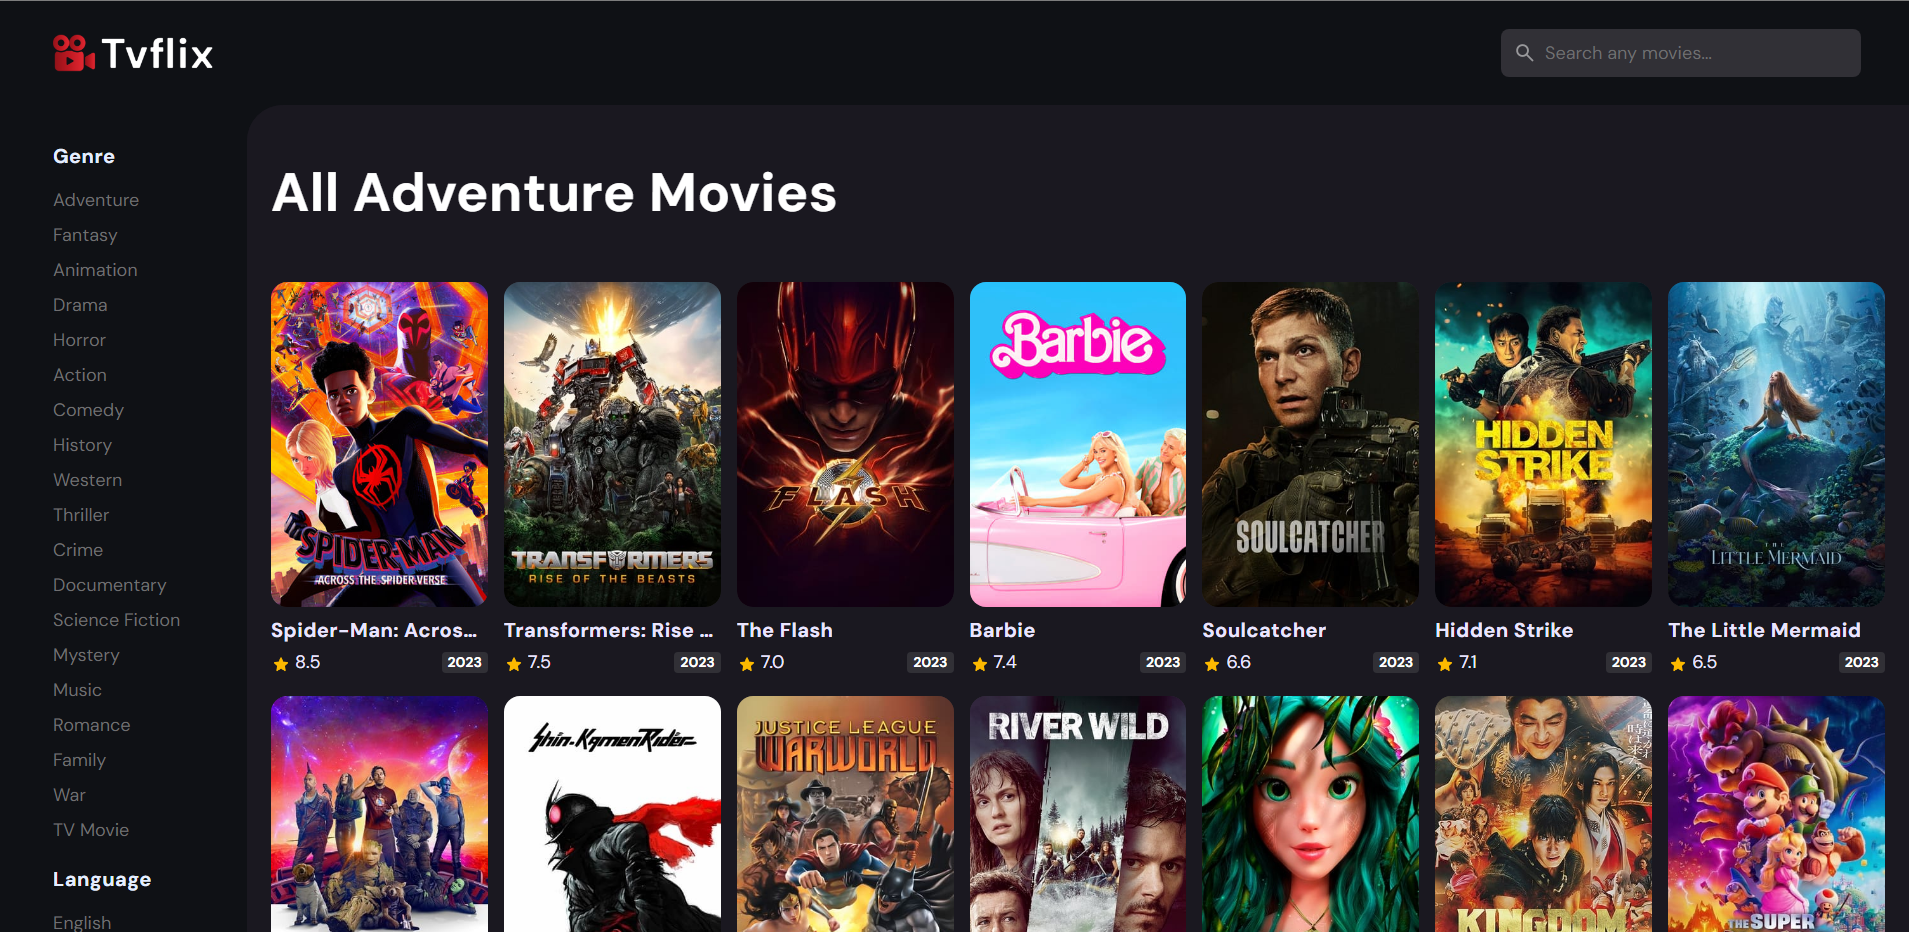 Tvflix
Search any movies...
Genre
Adventure
Fantasy
Animation
Drama
Horror
Action
Comedy
History
Western
Thriller
Crime
Documentary
Science Fiction
Mystery
Music
Romance
Family
War
TV Movie
Language
English
All Adventure Movies
SPIDER-MAN
ACROSS THE SPIDER-VERSE
TRANSFORMERS
RISE OF THE BEASTS
FLASH
Barbie
SOULCATCHER
HIDDEN
STRIKE
THE
LITTLE MERMAID
Spider-Man: Acros...
Transformers: Rise ...
The Flash
Barbie
Soulcatcher
Hidden Strike
The Little Mermaid
8.5 2023
7.5 2023
7.0 2023
7.4 2023
6.6 2023
7.1 2023
6.5 2023
Shin.KamenRider
JUSTICE LEAGUE
WARWORLD
RIVER WILD
KINGDOM
THE SUPER